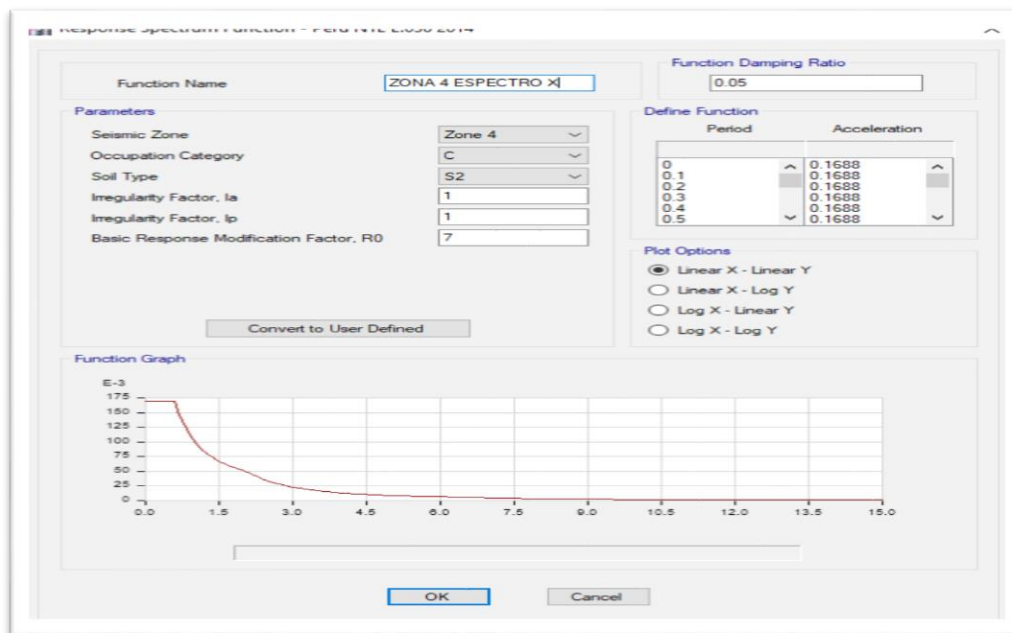 Response Spectrum Function - Peru NTE E.030 2014
Function Name
ZONA 4 ESPECTRO X
Function Damping Ratio
0.05
Parameters
Seismic Zone
Zone 4
Occupation Category
C
Soil Type
S2
Irregularity Factor, Ia
1
Irregularity Factor, Ip
1
Basic Response Modification Factor, R0
7
Convert to User Defined
Define Function
Period Acceleration
0 0.1688
0.1 0.1688
0.2 0.1688
0.3 0.1688
0.4 0.1688
0.5 0.1688
Plot Options
Linear X - Linear Y
Linear X - Log Y
Log X - Linear Y
Log X - Log Y
Function Graph
E-3
175
150
125
100
75
50
25
0
0.0 1.5 3.0 4.5 6.0 7.5 9.0 10.5 12.0 13.5 15.0
OK Cancel